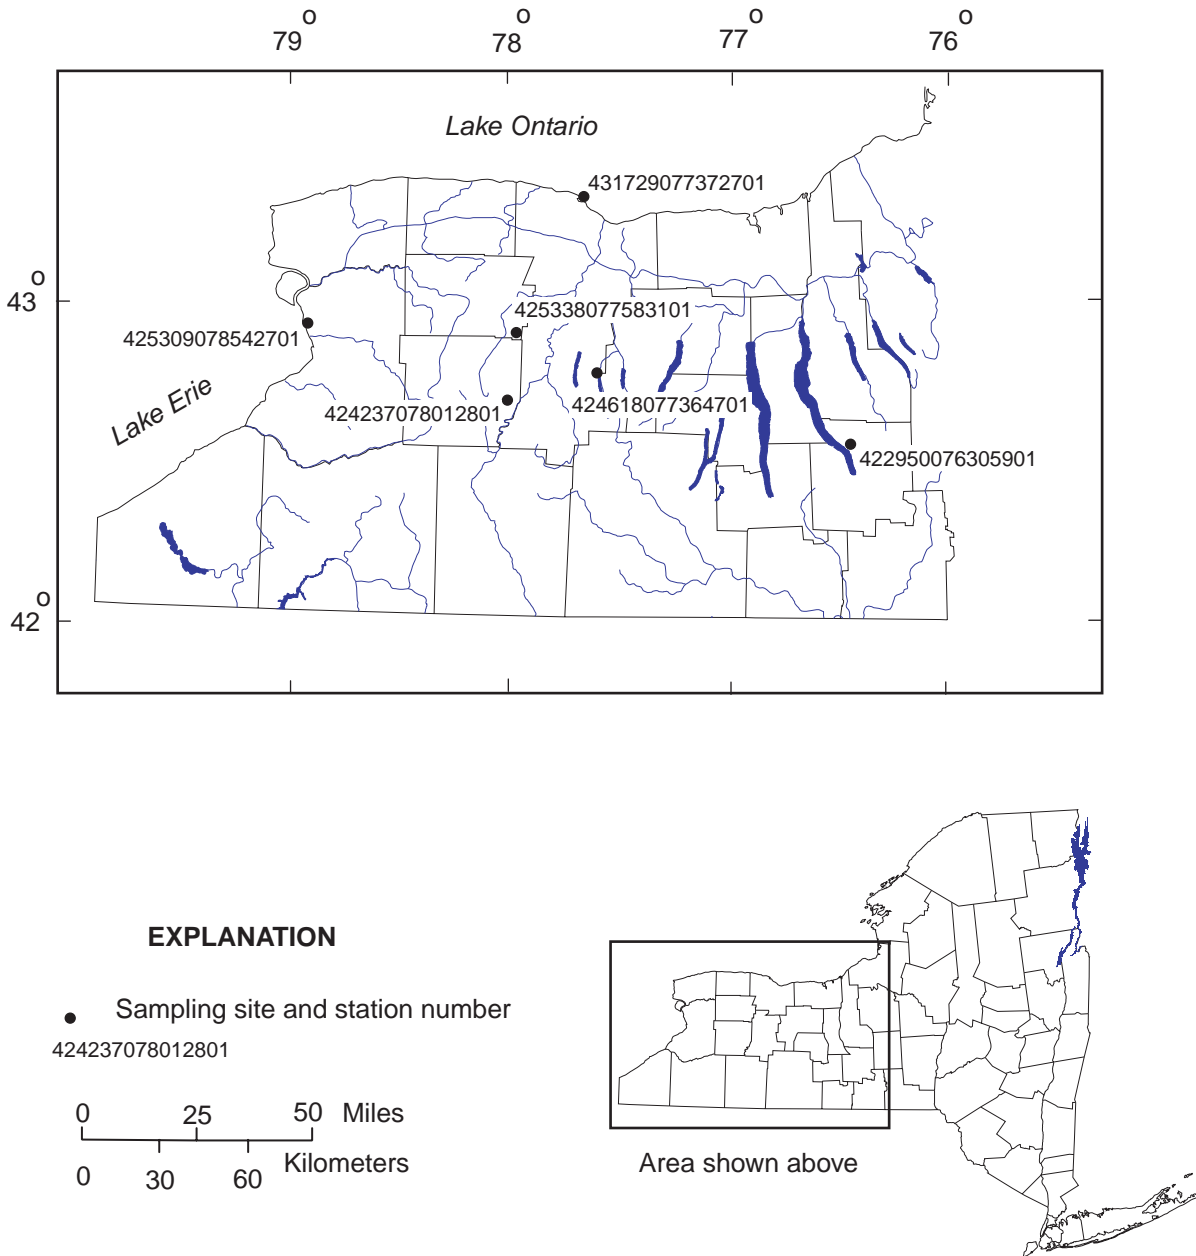 o o o o
79 78 77 76
Lake Ontario
431729077372701
o
43
425338077583101
425309078542701
Lake Erie
424237078012801
424618077364701
422950076305901
o
42
EXPLANATION
Sampling site and station number
424237078012801
0 25 50 Miles
0 30 60 Kilometers
Area shown above